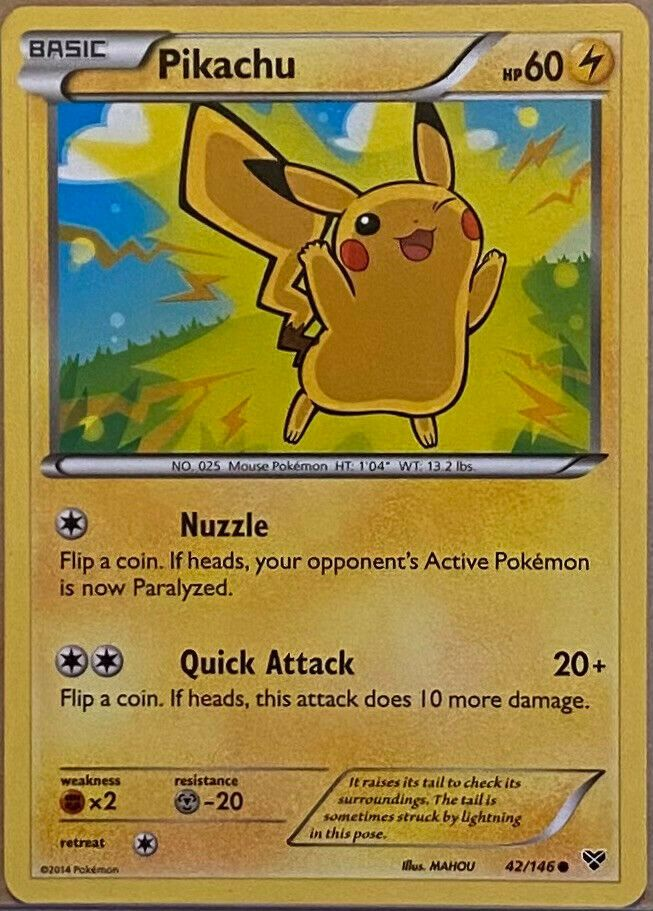 BASIC
Pikachu
HP60
NO. 025 Mouse Pokémon HT: 1'04" WT: 13.2 lbs.
Nuzzle
Flip a coin. If heads, your opponent's Active Pokémon
is now Paralyzed.
Quick Attack 20+
Flip a coin. If heads, this attack does 10 more damage.
weakness
×2
resistance
-20
retreat
It raises its tail to check its
surroundings. The tail is
sometimes struck by lightning
in this pose.
©2014 Pokémon
Illus. MAHOU
42/146
XY